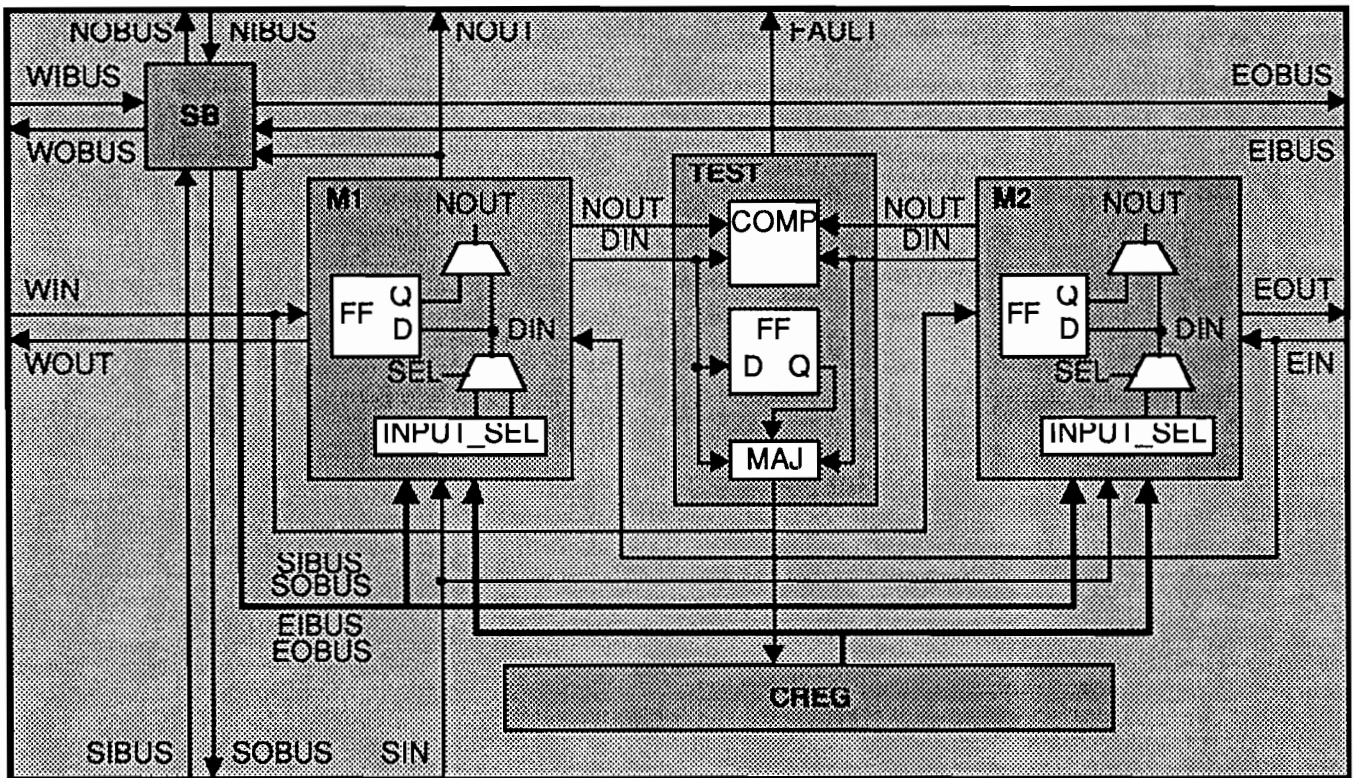 NOBUS NIBUS NOUT FAULT
WIBUS EOBUS
SB
WOBUS EIBUS
TEST
M1 M2
NOUT NOUT COMP NOUT NOUT
DIN DIN
WIN EOUT
FF Q FF FF Q
D DIN D Q D DIN
WOUT EIN
SEL SEL
INPUT_SEL MAJ INPUT_SEL
SIBUS
SOBUS
EIBUS
EOBUS
CREG
SIBUS SOBUS SIN